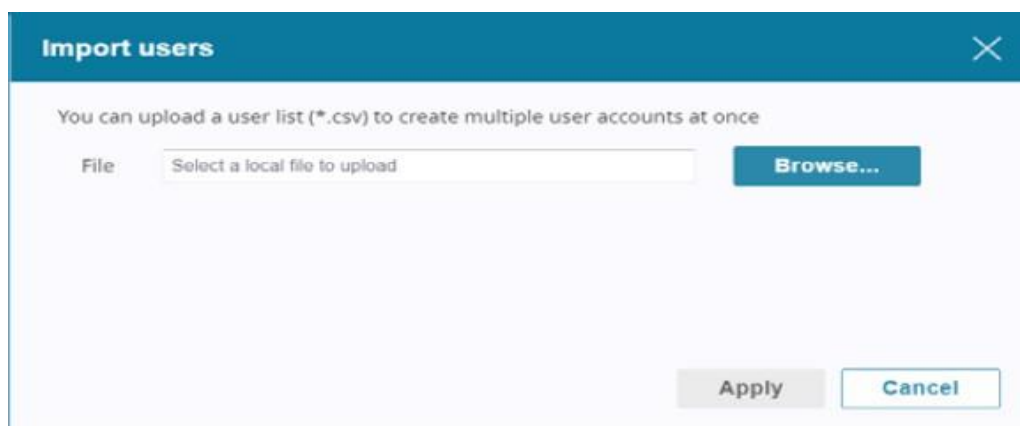 Import users
You can upload a user list (*.csv) to create multiple user accounts at once
File Select a local file to upload Browse...
Apply Cancel